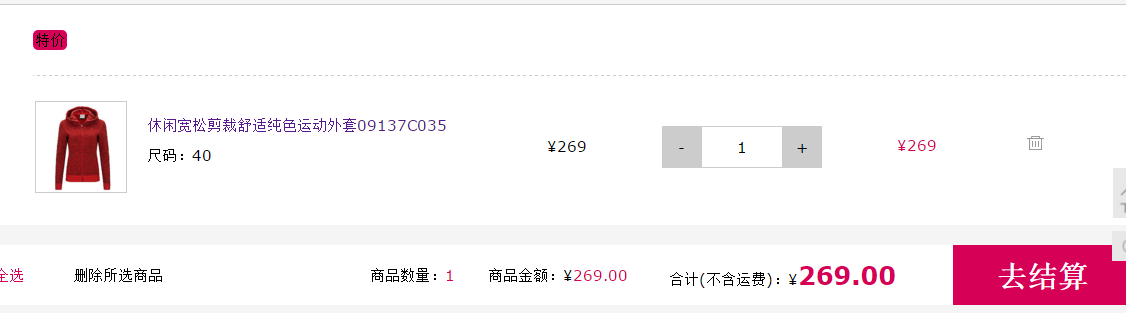 特价
休闲宽松剪裁舒适纯色运动外套09137C035
尺码：40
¥269
- 1 +
¥269
全选 删除所选商品 商品数量：1 商品金额：¥269.00 合计(不含运费)：¥269.00 去结算